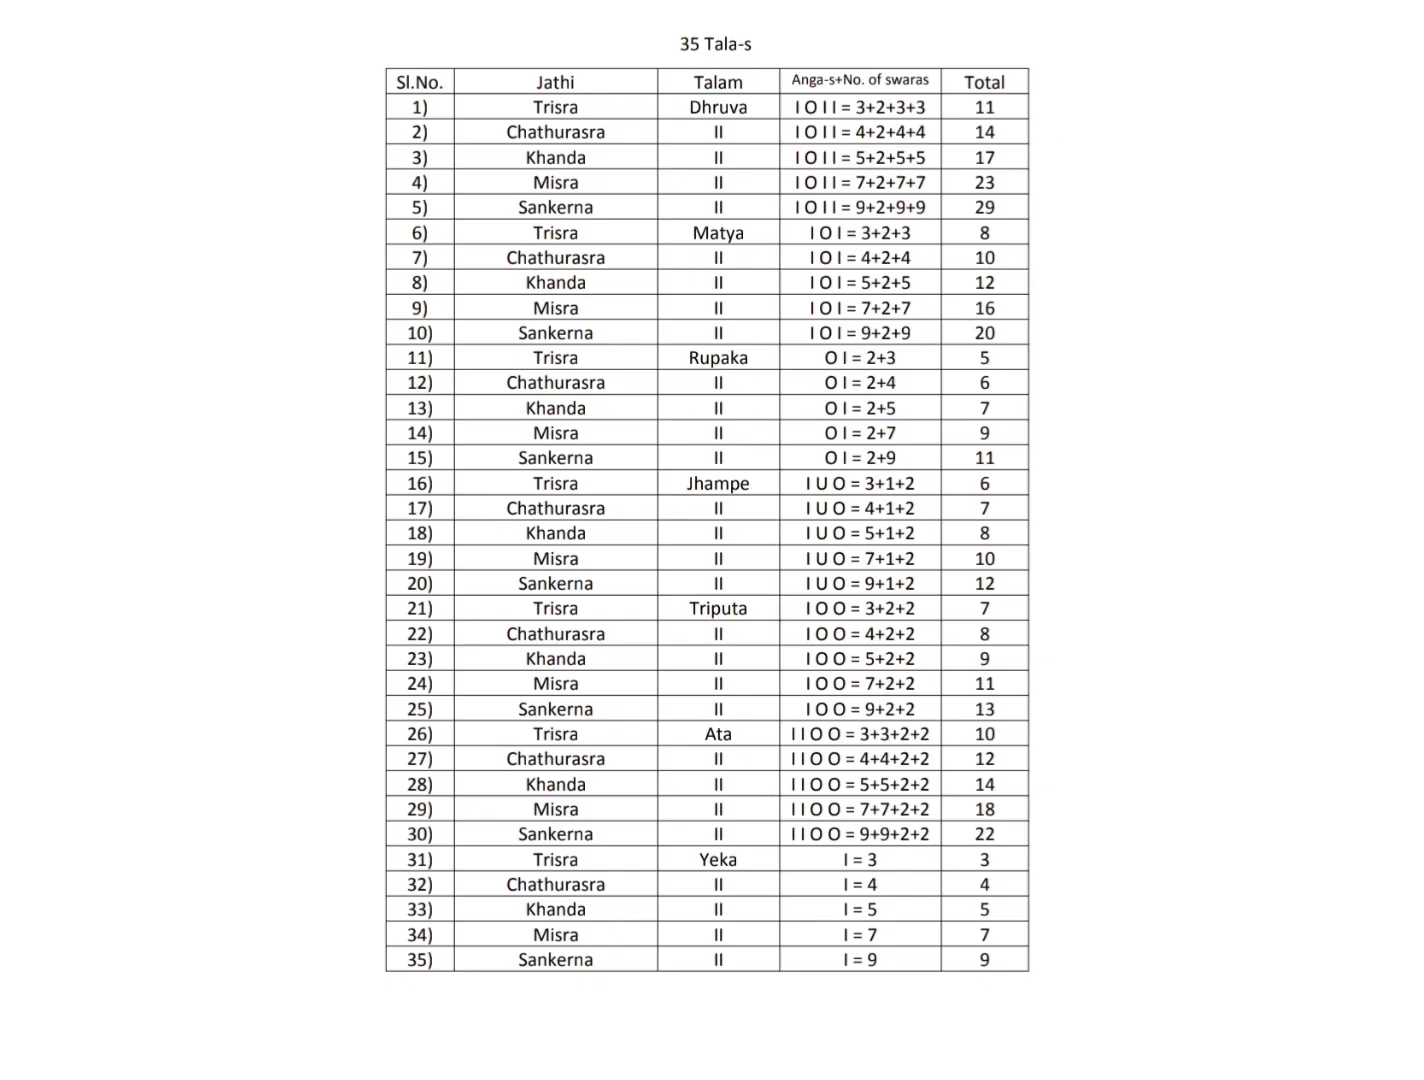 35 Tala-s
Sl.No. Jathi Talam Anga-s+No. of swaras Total
1) Trisra Dhruva I O I I = 3+2+3+3 11
2) Chathurasra II I O I I = 4+2+4+4 14
3) Khanda II I O I I = 5+2+5+5 17
4) Misra II I O I I = 7+2+7+7 23
5) Sankerna II I O I I = 9+2+9+9 29
6) Trisra Matya I O I = 3+2+3 8
7) Chathurasra II I O I = 4+2+4 10
8) Khanda II I O I = 5+2+5 12
9) Misra II I O I = 7+2+7 16
10) Sankerna II I O I = 9+2+9 20
11) Trisra Rupaka O I = 2+3 5
12) Chathurasra II O I = 2+4 6
13) Khanda II O I = 2+5 7
14) Misra II O I = 2+7 9
15) Sankerna II O I = 2+9 11
16) Trisra Jhampe I U O = 3+1+2 6
17) Chathurasra II I U O = 4+1+2 7
18) Khanda II I U O = 5+1+2 8
19) Misra II I U O = 7+1+2 10
20) Sankerna II I U O = 9+1+2 12
21) Trisra Triputa I O O = 3+2+2 7
22) Chathurasra II I O O = 4+2+2 8
23) Khanda II I O O = 5+2+2 9
24) Misra II I O O = 7+2+2 11
25) Sankerna II I O O = 9+2+2 13
26) Trisra Ata I I O O = 3+3+2+2 10
27) Chathurasra II I I O O = 4+4+2+2 12
28) Khanda II I I O O = 5+5+2+2 14
29) Misra II I I O O = 7+7+2+2 18
30) Sankerna II I I O O = 9+9+2+2 22
31) Trisra Yeka I = 3 3
32) Chathurasra II I = 4 4
33) Khanda II I = 5 5
34) Misra II I = 7 7
35) Sankerna II I = 9 9